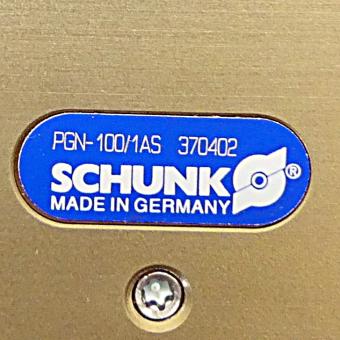 PGN-100/1AS 370402
SCHUNK ®
MADE IN GERMANY